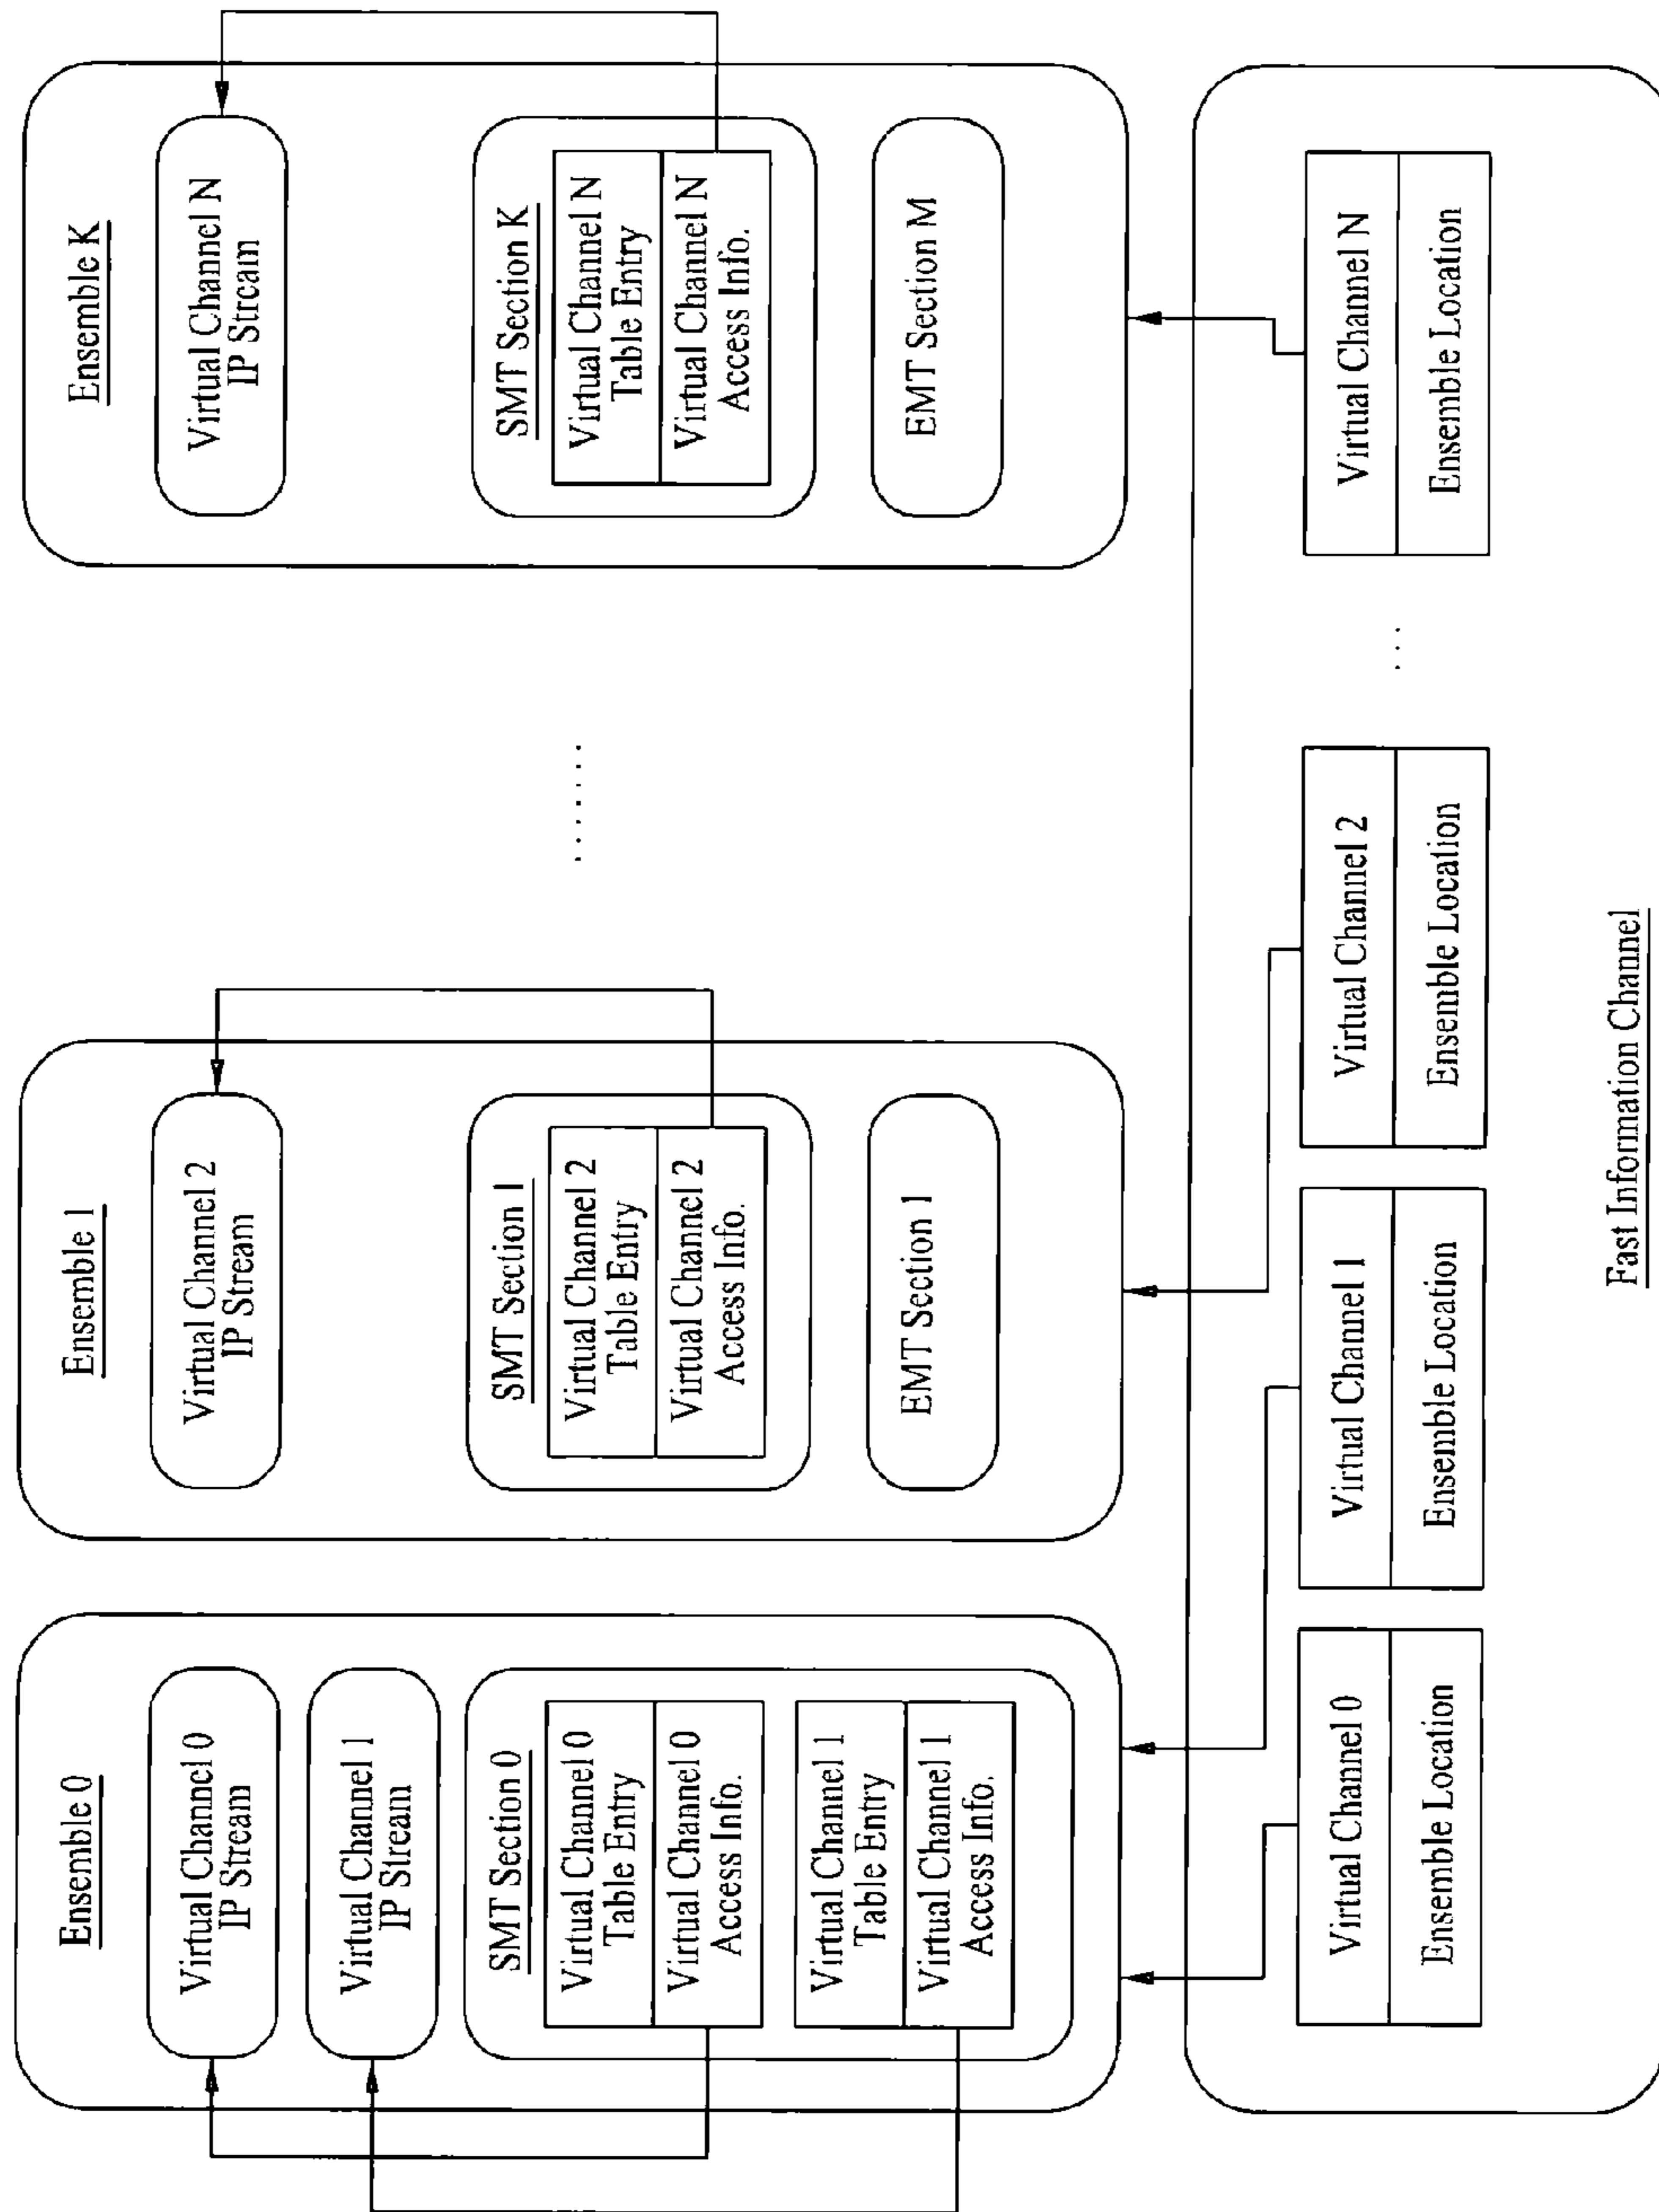 Ensemble 0
Virtual Channel 0
IP Stream
Virtual Channel 1
IP Stream
SMT Section 0
Virtual Channel 0
Table Entry
Virtual Channel 0
Access Info.
Virtual Channel 1
Table Entry
Virtual Channel 1
Access Info.
Ensemble 1
Virtual Channel 2
IP Stream
SMT Section 1
Virtual Channel 2
Table Entry
Virtual Channel 2
Access Info.
EMT Section 1
......
Ensemble K
Virtual Channel N
IP Stream
SMT Section K
Virtual Channel N
Table Entry
Virtual Channel N
Access Info.
EMT Section M
Virtual Channel 0
Ensemble Location
Virtual Channel 1
Ensemble Location
Virtual Channel 2
Ensemble Location
...
Virtual Channel N
Ensemble Location
Fast Information Channel